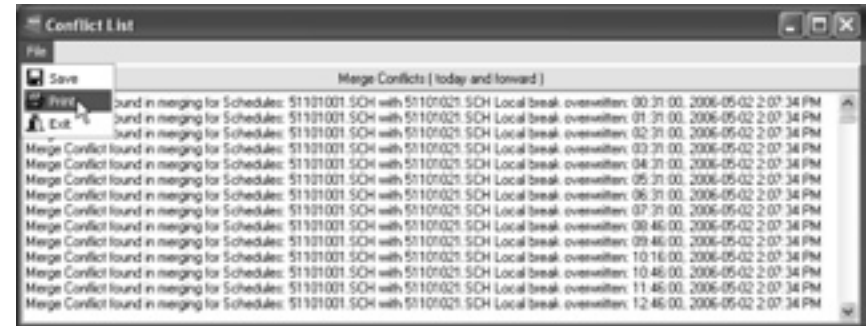 Conflict List
File
Save
Print
Exit
Merge Conflicts ( today and forward )
ound in merging for Schedules: 51101001.SCH with 51101021.SCH Local break overwritten: 00:31:00, 2006-05-02 2:07:34 PM
ound in merging for Schedules: 51101001.SCH with 51101021.SCH Local break overwritten: 01:31:00, 2006-05-02 2:07:34 PM
ound in merging for Schedules: 51101001.SCH with 51101021.SCH Local break overwritten: 02:31:00, 2006-05-02 2:07:34 PM
Merge Conflict found in merging for Schedules: 51101001.SCH with 51101021.SCH Local break overwritten: 03:31:00, 2006-05-02 2:07:34 PM
Merge Conflict found in merging for Schedules: 51101001.SCH with 51101021.SCH Local break overwritten: 04:31:00, 2006-05-02 2:07:34 PM
Merge Conflict found in merging for Schedules: 51101001.SCH with 51101021.SCH Local break overwritten: 05:31:00, 2006-05-02 2:07:34 PM
Merge Conflict found in merging for Schedules: 51101001.SCH with 51101021.SCH Local break overwritten: 06:31:00, 2006-05-02 2:07:34 PM
Merge Conflict found in merging for Schedules: 51101001.SCH with 51101021.SCH Local break overwritten: 07:31:00, 2006-05-02 2:07:34 PM
Merge Conflict found in merging for Schedules: 51101001.SCH with 51101021.SCH Local break overwritten: 08:46:00, 2006-05-02 2:07:34 PM
Merge Conflict found in merging for Schedules: 51101001.SCH with 51101021.SCH Local break overwritten: 09:46:00, 2006-05-02 2:07:34 PM
Merge Conflict found in merging for Schedules: 51101001.SCH with 51101021.SCH Local break overwritten: 10:16:00, 2006-05-02 2:07:34 PM
Merge Conflict found in merging for Schedules: 51101001.SCH with 51101021.SCH Local break overwritten: 10:46:00, 2006-05-02 2:07:34 PM
Merge Conflict found in merging for Schedules: 51101001.SCH with 51101021.SCH Local break overwritten: 11:46:00, 2006-05-02 2:07:34 PM
Merge Conflict found in merging for Schedules: 51101001.SCH with 51101021.SCH Local break overwritten: 12:46:00, 2006-05-02 2:07:34 PM